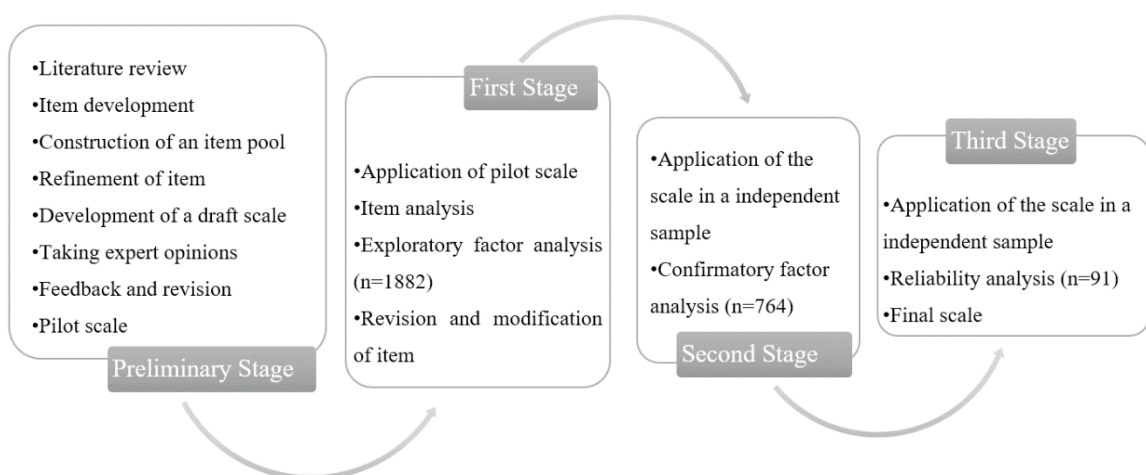 •Literature review
•Item development
•Construction of an item pool
•Refinement of item
•Development of a draft scale
•Taking expert opinions
•Feedback and revision
•Pilot scale
Preliminary Stage
First Stage
•Application of pilot scale
•Item analysis
•Exploratory factor analysis
(n=1882)
•Revision and modification
of item
•Application of the
scale in a independent
sample
•Confirmatory factor
analysis (n=764)
Second Stage
Third Stage
•Application of the scale in a
independent sample
•Reliability analysis (n=91)
•Final scale